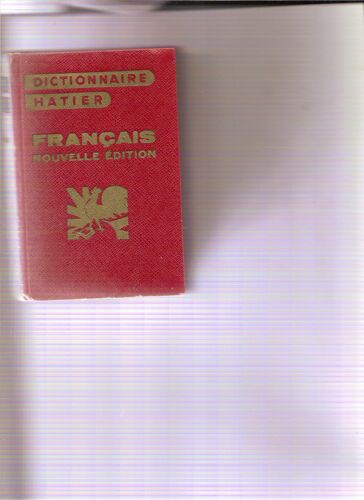 DICTIONNAIRE
HATIER
FRANÇAIS
NOUVELLE ÉDITION